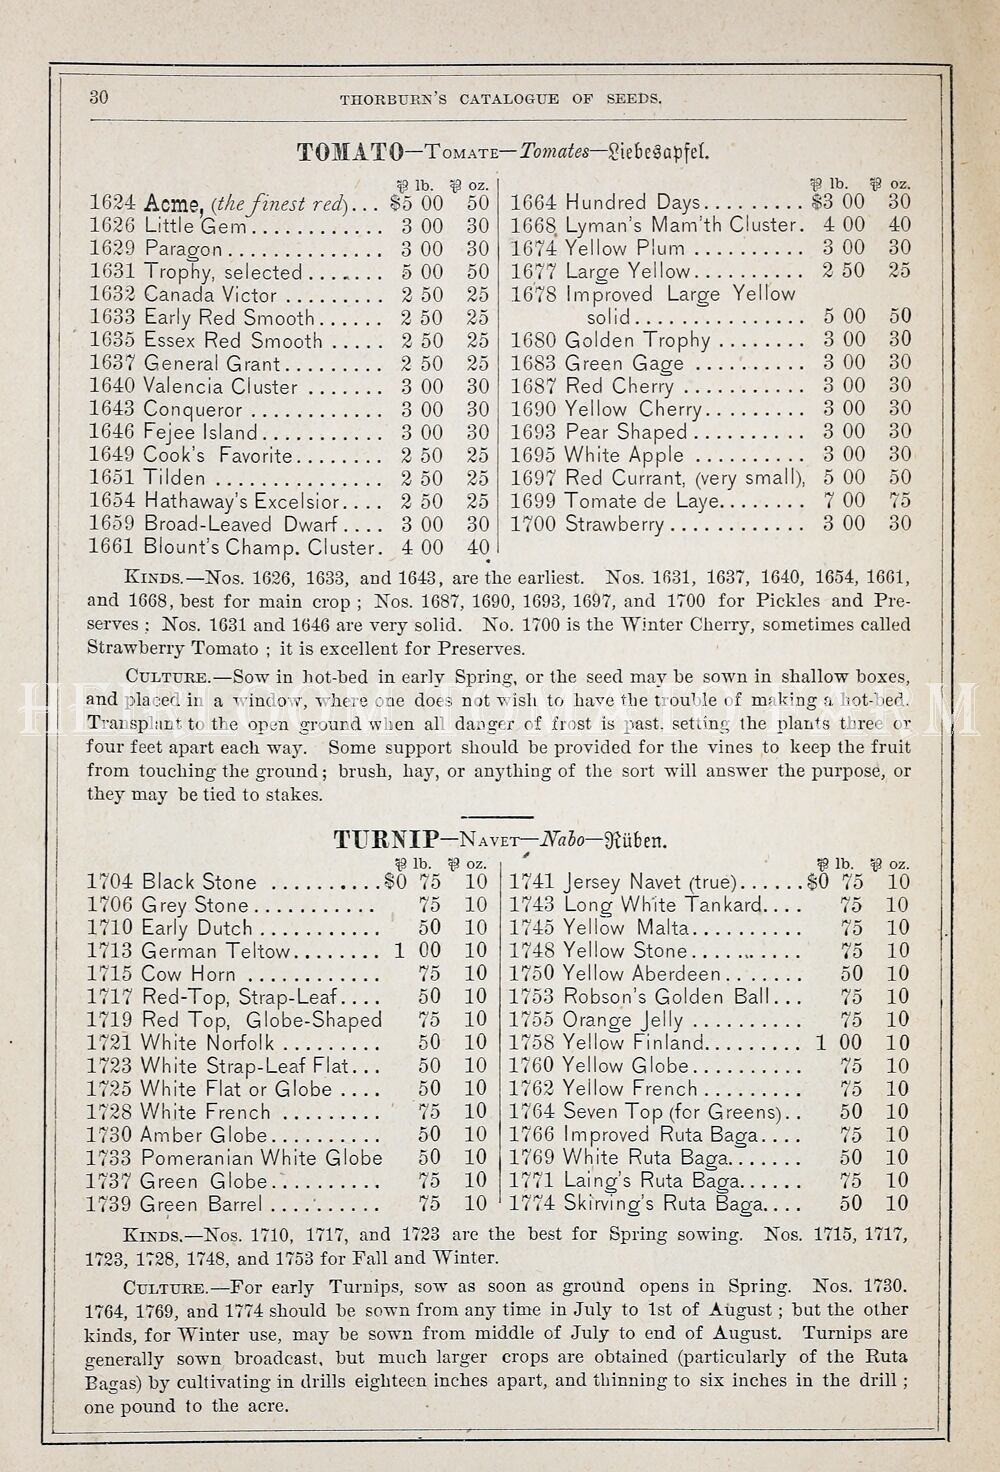 30
THORBURN'S CATALOGUE OF SEEDS.
TOMATO—TOMATE—Tomates—Liebesapfel.
℔ lb. ℔ oz.
1624 Acme, (the finest red)... $5 00 50
1626 Little Gem............ 3 00 30
1629 Paragon.............. 3 00 30
1631 Trophy, selected....... 5 00 50
1632 Canada Victor ......... 2 50 25
1633 Early Red Smooth...... 2 50 25
1635 Essex Red Smooth ..... 2 50 25
1637 General Grant......... 2 50 25
1640 Valencia Cluster ........ 3 00 30
1643 Conqueror ............ 3 00 30
1646 Fejee Island........... 3 00 30
1649 Cook's Favorite........ 2 50 25
1651 Tilden ............... 2 50 25
1654 Hathaway's Excelsior.... 2 50 25
1659 Broad-Leaved Dwarf.... 3 00 30
1661 Blount's Champ. Cluster. 4 00 40
℔ lb. ℔ oz.
1664 Hundred Days......... $3 00 30
1668 Lyman's Mam'th Cluster. 4 00 40
1674 Yellow Plum .......... 3 00 30
1677 Large Yellow.......... 2 50 25
1678 Improved Large Yellow
solid................ 5 00 50
1680 Golden Trophy ........ 3 00 30
1683 Green Gage .......... 3 00 30
1687 Red Cherry ........... 3 00 30
1690 Yellow Cherry......... 3 00 30
1693 Pear Shaped .......... 3 00 30
1695 White Apple .......... 3 00 30
1697 Red Currant, (very small), 5 00 50
1699 Tomate de Laye........ 7 00 75
1700 Strawberry............ 3 00 30
KINDS.—Nos. 1626, 1633, and 1643, are the earliest. Nos. 1631, 1637, 1640, 1654, 1661,
and 1668, best for main crop ; Nos. 1687, 1690, 1693, 1697, and 1700 for Pickles and Pre-
serves ; Nos. 1631 and 1646 are very solid. No. 1700 is the Winter Cherry, sometimes called
Strawberry Tomato ; it is excellent for Preserves.
CULTURE.—Sow in hot-bed in early Spring, or the seed may be sown in shallow boxes,
and placed in a window, where one does not wish to have the trouble of making a hot-bed.
HEIRLOOM TOMATO FARM
Transplant to the open ground when all danger of frost is past, setting the plants three or
four feet apart each way. Some support should be provided for the vines to keep the fruit
from touching the ground; brush, hay, or anything of the sort will answer the purpose, or
they may be tied to stakes.
TURNIP—NAVET—Nabo—Rüben.
℔ lb. ℔ oz.
1704 Black Stone ..........$0 75 10
1706 Grey Stone........... 75 10
1710 Early Dutch ........... 50 10
1713 German Teltow........ 1 00 10
1715 Cow Horn ............ 75 10
1717 Red-Top, Strap-Leaf.... 50 10
1719 Red Top, Globe-Shaped 75 10
1721 White Norfolk ......... 50 10
1723 White Strap-Leaf Flat... 50 10
1725 White Flat or Globe .... 50 10
1728 White French ......... 75 10
1730 Amber Globe.......... 50 10
1733 Pomeranian White Globe 50 10
1737 Green Globe.......... 75 10
1739 Green Barrel .......... 75 10
℔ lb. ℔ oz.
1741 Jersey Navet (true)......$0 75 10
1743 Long White Tankard.... 75 10
1745 Yellow Malta.......... 75 10
1748 Yellow Stone.......... 75 10
1750 Yellow Aberdeen....... 50 10
1753 Robson's Golden Ball... 75 10
1755 Orange Jelly .......... 75 10
1758 Yellow Finland......... 1 00 10
1760 Yellow Globe.......... 75 10
1762 Yellow French ......... 75 10
1764 Seven Top (for Greens).. 50 10
1766 Improved Ruta Baga.... 75 10
1769 White Ruta Baga....... 50 10
1771 Laing's Ruta Baga...... 75 10
1774 Skirving's Ruta Baga.... 50 10
KINDS.—Nos. 1710, 1717, and 1723 are the best for Spring sowing. Nos. 1715, 1717,
1723, 1728, 1748, and 1753 for Fall and Winter.
CULTURE.—For early Turnips, sow as soon as ground opens in Spring. Nos. 1730.
1764, 1769, and 1774 should be sown from any time in July to 1st of August ; but the other
kinds, for Winter use, may be sown from middle of July to end of August. Turnips are
generally sown broadcast, but much larger crops are obtained (particularly of the Ruta
Bagas) by cultivating in drills eighteen inches apart, and thinning to six inches in the drill ;
one pound to the acre.